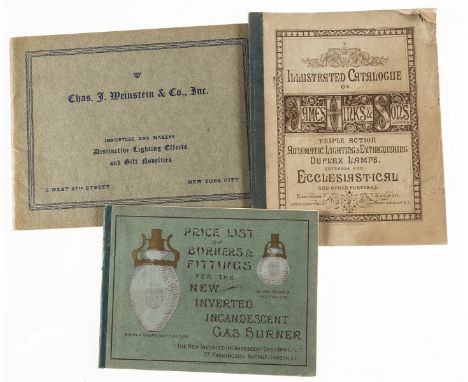 W
Chas. J. Weinstein & Co., Inc.
IMPORTERS AND MAKERS
Distinctive Lighting Effects
and Gift Novelties
2 WEST 47TH STREET
NEW YORK CITY
ILLUSTRATED CATALOGUE
OF
JAMES HINKS & SONS
TRIPLE ACTION
AUTOMATIC LIGHTING & EXTINGUISHING
DUPLEX LAMPS,
SUITABLE FOR
ECCLESIASTICAL
AND OTHER PURPOSES
PRICE LIST
OF
BURNERS &
FITTINGS
FOR THE
NEW
INVERTED
INCANDESCENT
GAS BURNER
THE NEW INVERTED INCANDESCENT GAS LAMP CO LTD
23, FARRINGDON AVENUE, LONDON, E.C.